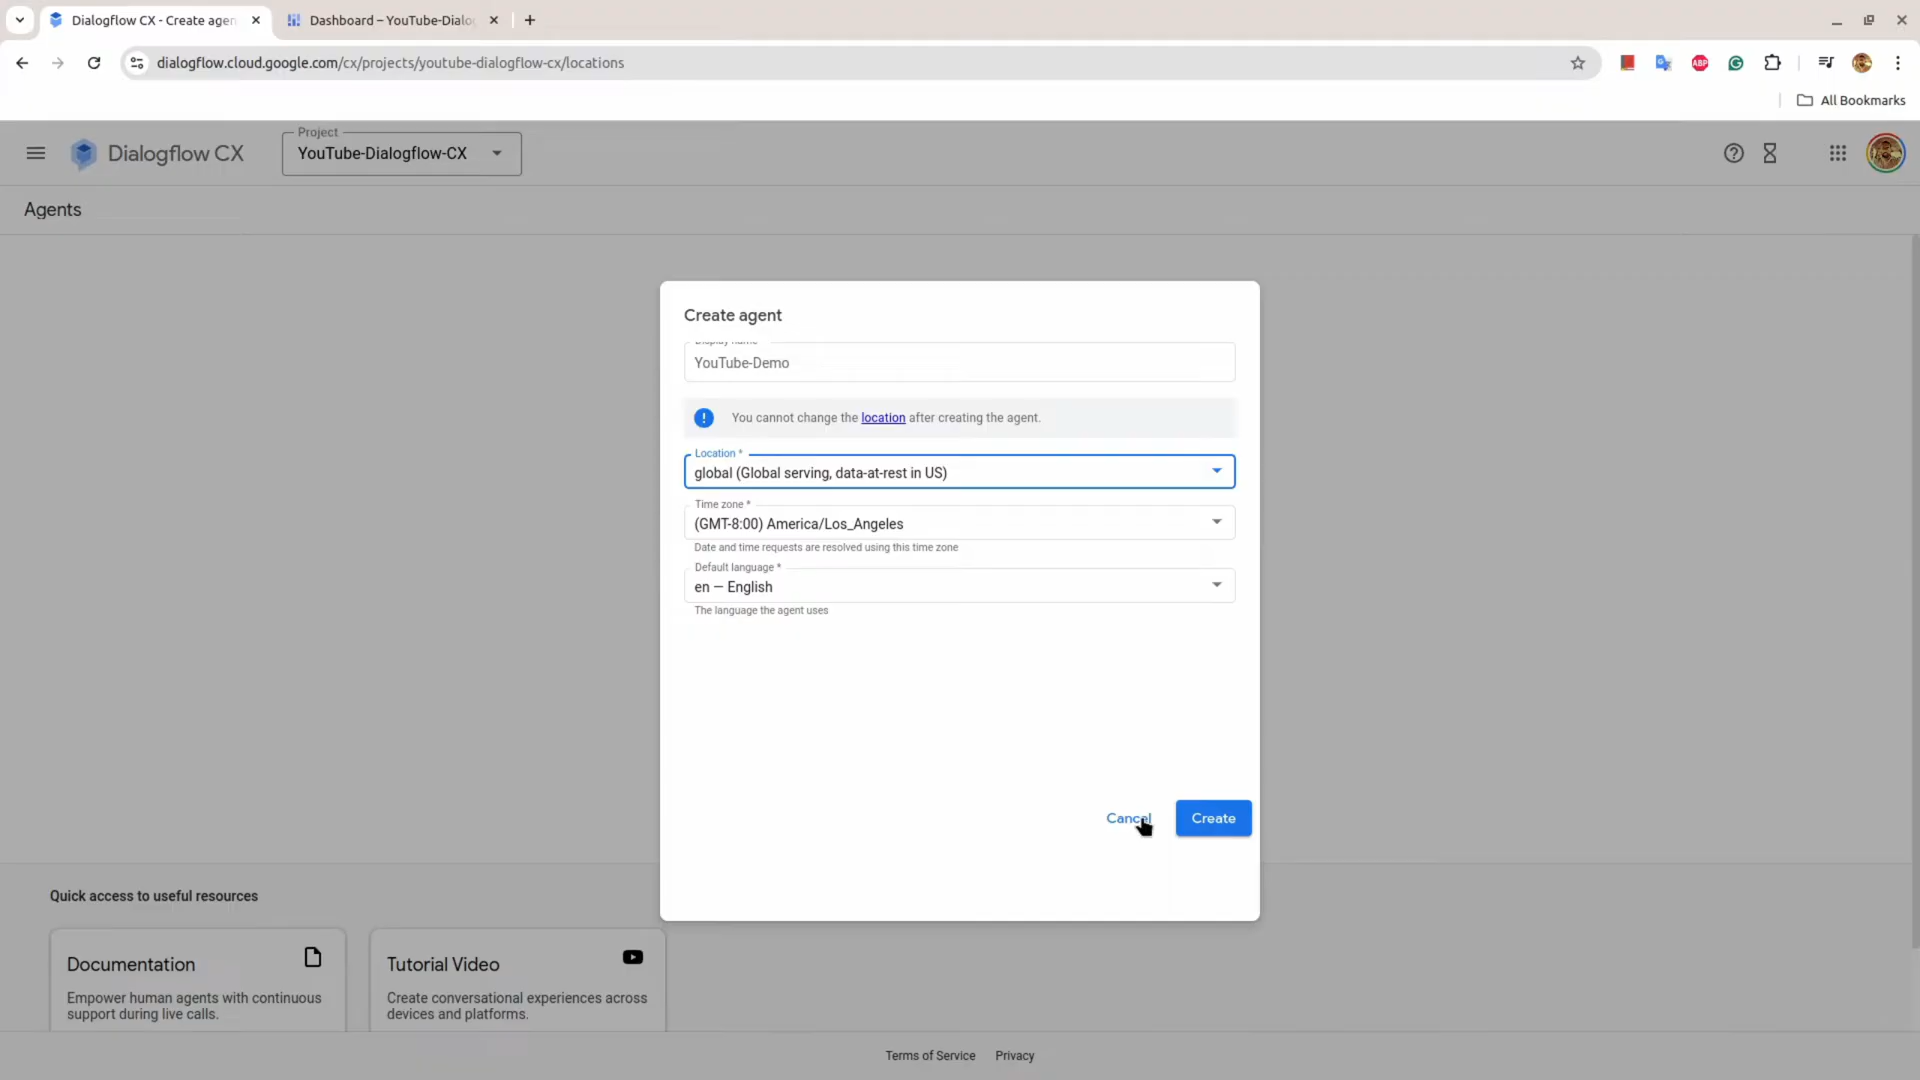 Dialogflow CX - Create agen
Dashboard – YouTube-Dialo
dialogflow.cloud.google.com/cx/projects/youtube-dialogflow-cx/locations
ABP
All Bookmarks
Dialogflow CX
Project
YouTube-Dialogflow-CX
Agents
Create agent
Display name
YouTube-Demo
You cannot change the location after creating the agent.
Location *
global (Global serving, data-at-rest in US)
Time zone *
(GMT-8:00) America/Los_Angeles
Date and time requests are resolved using this time zone
Default language *
en — English
The language the agent uses
Cancel
Create
Quick access to useful resources
Documentation
Empower human agents with continuous
support during live calls.
Tutorial Video
Create conversational experiences across
devices and platforms.
Terms of Service
Privacy